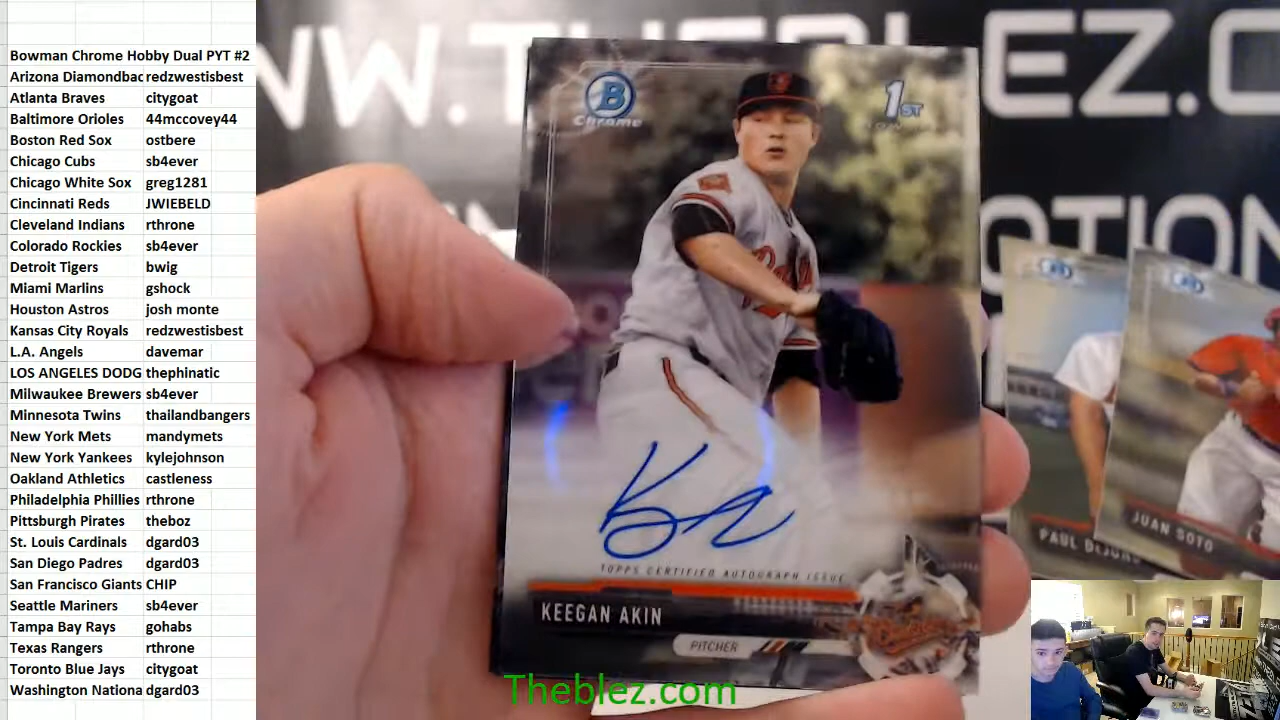 Bowman Chrome Hobby Dual PYT #2
Arizona Diamondbac redzwestisbest
Atlanta Braves citygoat
Baltimore Orioles 44mccovey44
Boston Red Sox ostbere
Chicago Cubs sb4ever
Chicago White Sox greg1281
Cincinnati Reds JWIEBELD
Cleveland Indians rthrone
Colorado Rockies sb4ever
Detroit Tigers bwig
Miami Marlins gshock
Houston Astros josh monte
Kansas City Royals redzwestisbest
L.A. Angels davemar
LOS ANGELES DODG thephinatic
Milwaukee Brewers sb4ever
Minnesota Twins thailandbangers
New York Mets mandymets
New York Yankees kylejohnson
Oakland Athletics castleness
Philadelphia Phillies rthrone
Pittsburgh Pirates theboz
St. Louis Cardinals dgard03
San Diego Padres dgard03
San Francisco Giants CHIP
Seattle Mariners sb4ever
Tampa Bay Rays gohabs
Texas Rangers rthrone
Toronto Blue Jays citygoat
Washington Nationa dgard03
WW.THEBLEZ.C
OTION
B
Chrome
1ST
TOPPS CERTIFIED AUTOGRAPH ISSUE
KEEGAN AKIN
PITCHER
PAUL DEJONG
JUAN SOTO
Theblez.com